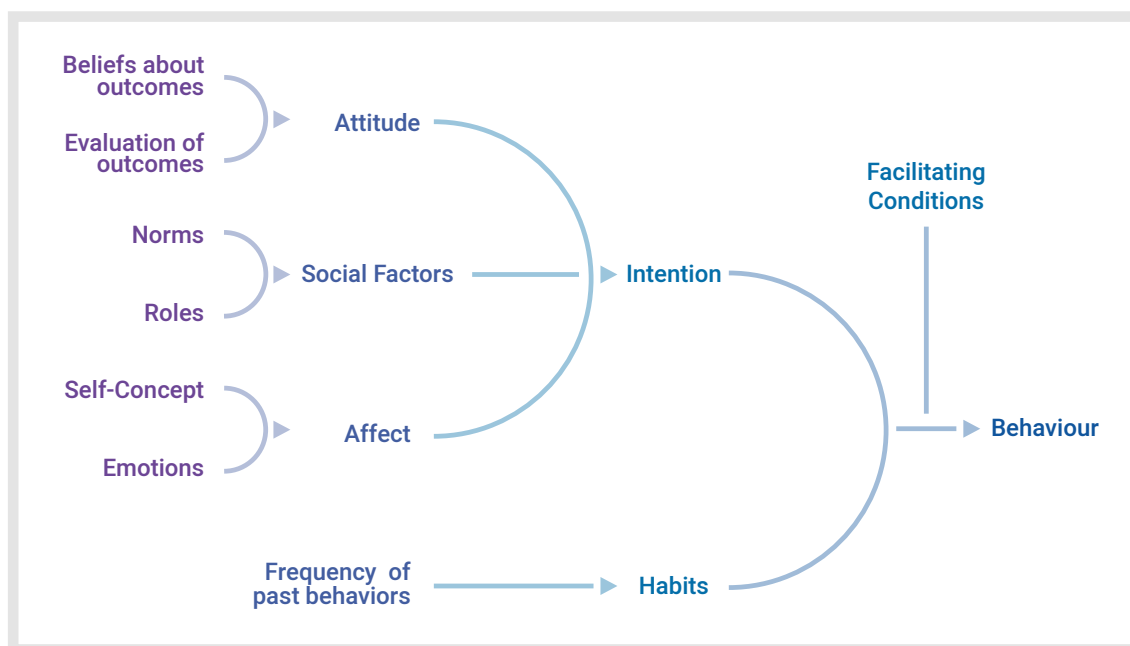 Beliefs about
outcomes
Evaluation of
outcomes
Attitude
Norms
Roles
Social Factors
Self-Concept
Emotions
Affect
Frequency of
past behaviors
Intention
Habits
Facilitating
Conditions
Behaviour